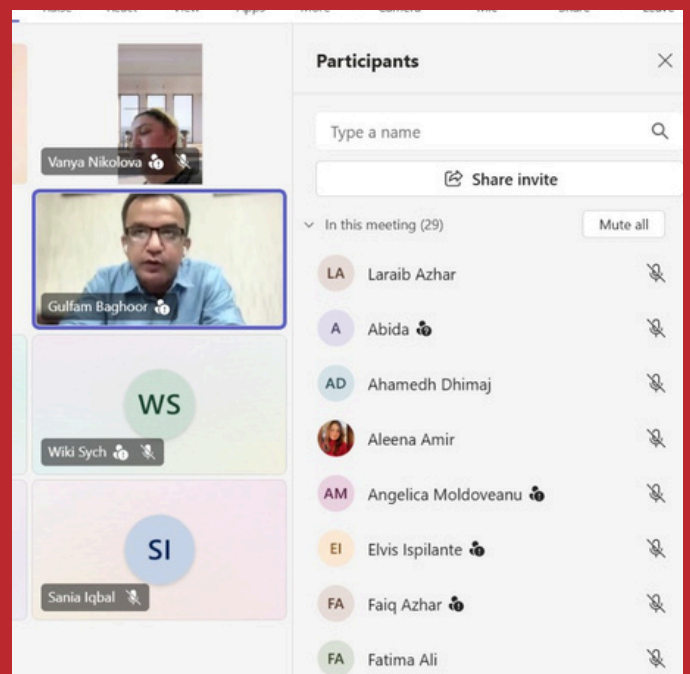 Participants
Type a name
Share invite
In this meeting (29)
Mute all
Vanya Nikolova
Gulfam Baghoor
WS
Wiki Sych
SI
Sania Iqbal
LA Laraib Azhar
A Abida
AD Ahamedh Dhimaj
Aleena Amir
AM Angelica Moldoveanu
EI Elvis Ispilante
FA Faiq Azhar
FA Fatima Ali